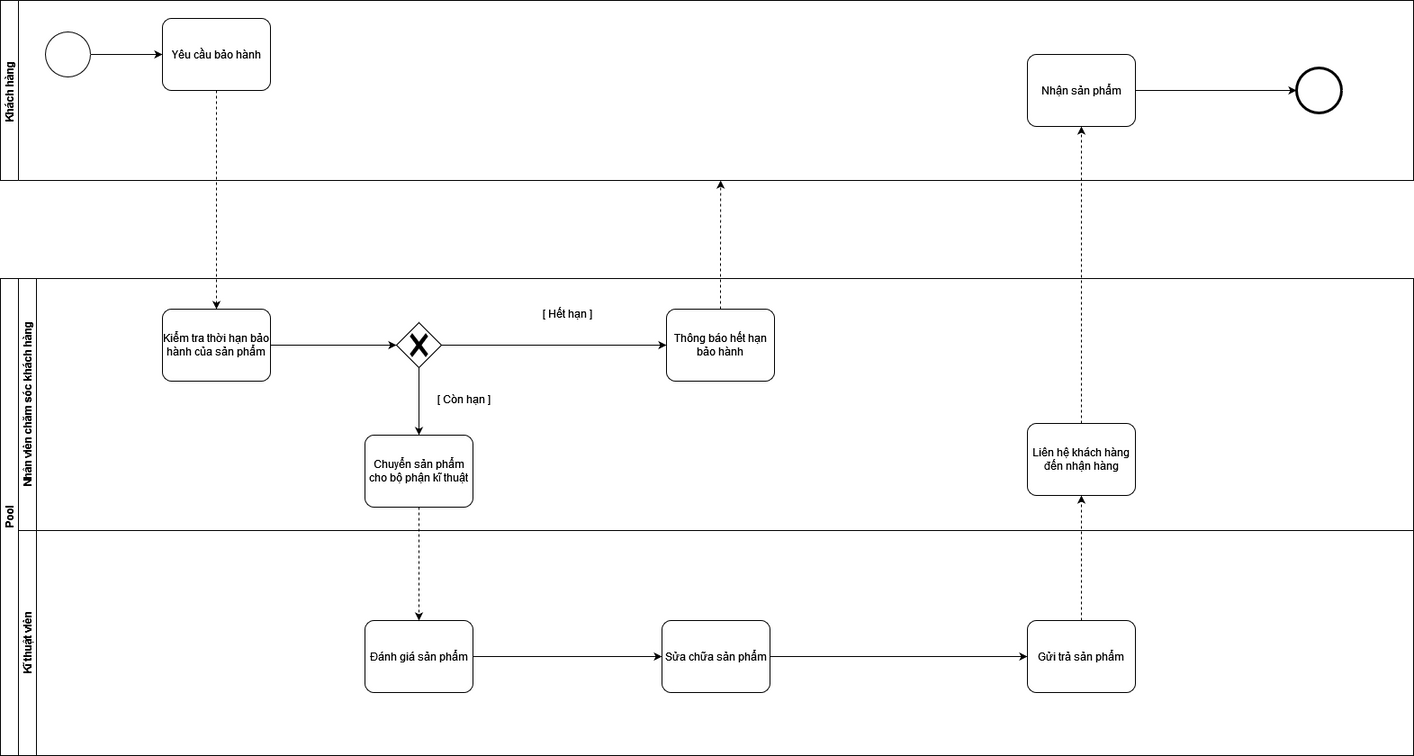 Khách hàng
Yêu cầu bảo hành
Nhận sản phẩm
Pool
Nhân viên chăm sóc khách hàng
Kiểm tra thời hạn bảo
hành của sản phẩm
[ Hết hạn ]
Thông báo hết hạn
bảo hành
[ Còn hạn ]
Chuyển sản phẩm
cho bộ phận kĩ thuật
Liên hệ khách hàng
đến nhận hàng
Kĩ thuật viên
Đánh giá sản phẩm
Sửa chữa sản phẩm
Gửi trả sản phẩm